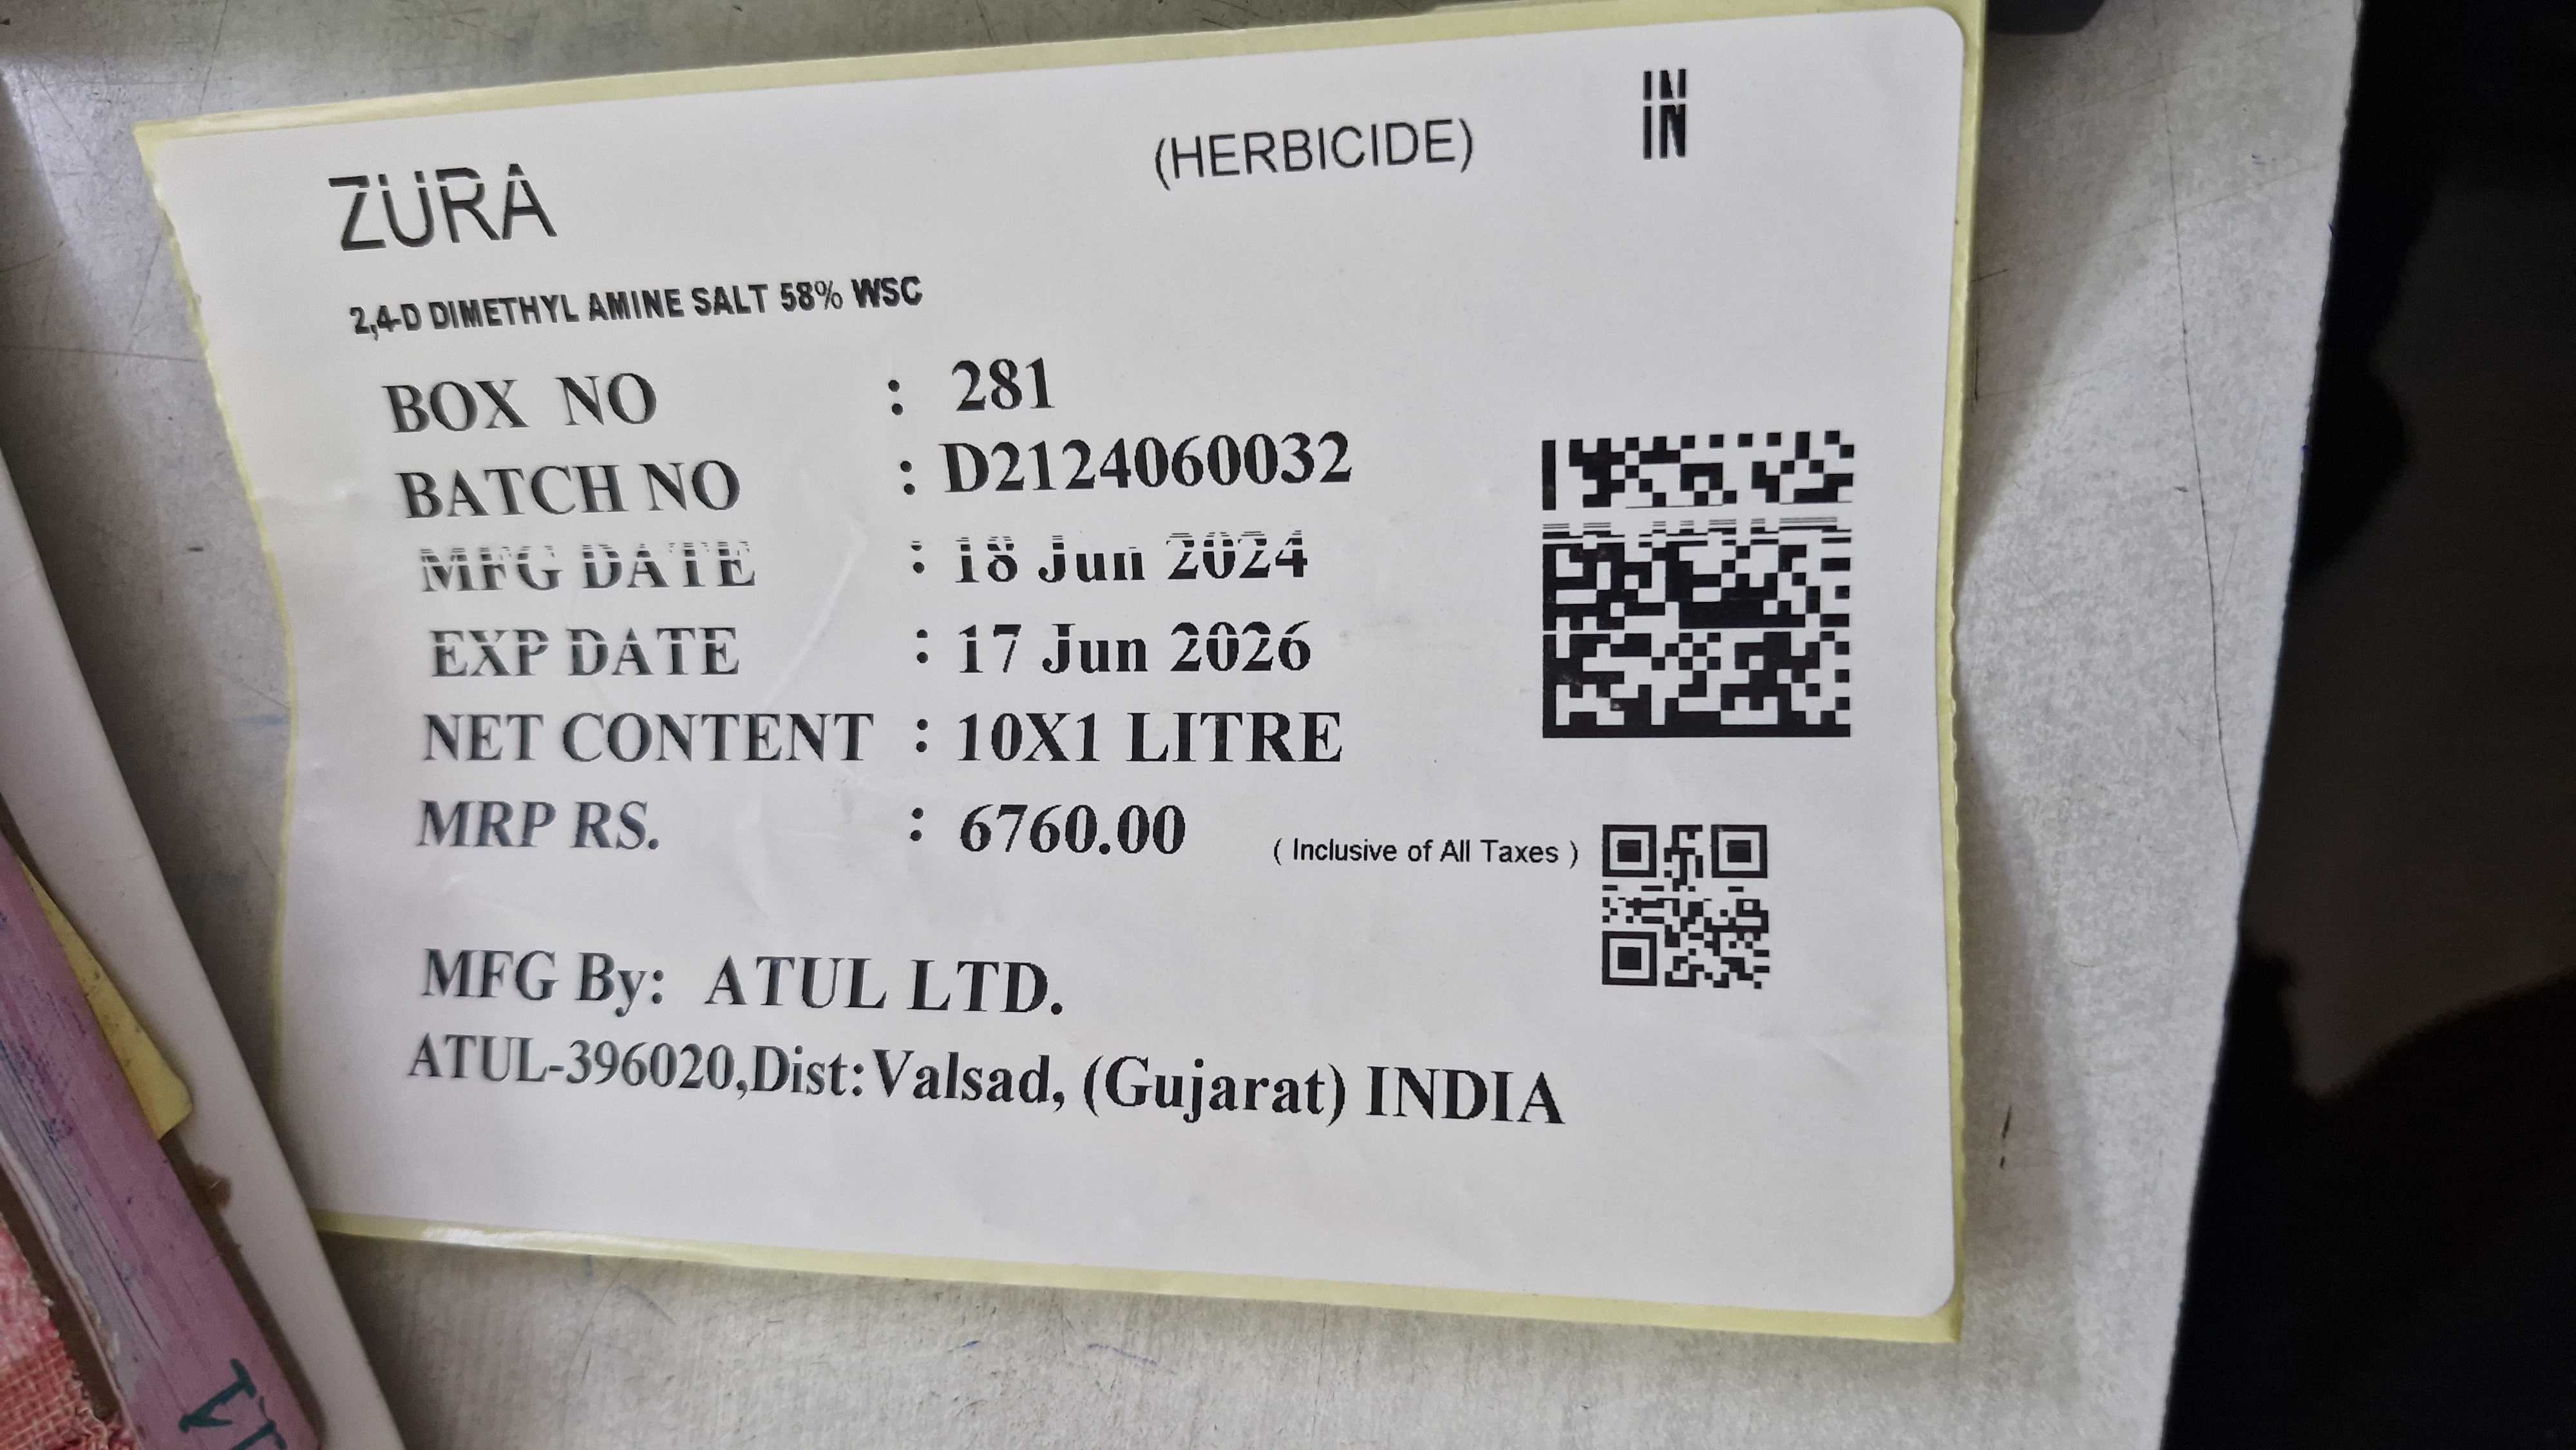 ZURA (HERBICIDE) IN
2,4-D DIMETHYL AMINE SALT 58% WSC
BOX NO : 281
BATCH NO : D2124060032
MFG DATE : 18 Jun 2024
EXP DATE : 17 Jun 2026
NET CONTENT : 10X1 LITRE
MRP RS. : 6760.00 ( Inclusive of All Taxes )
MFG By: ATUL LTD.
ATUL-396020,Dist:Valsad, (Gujarat) INDIA